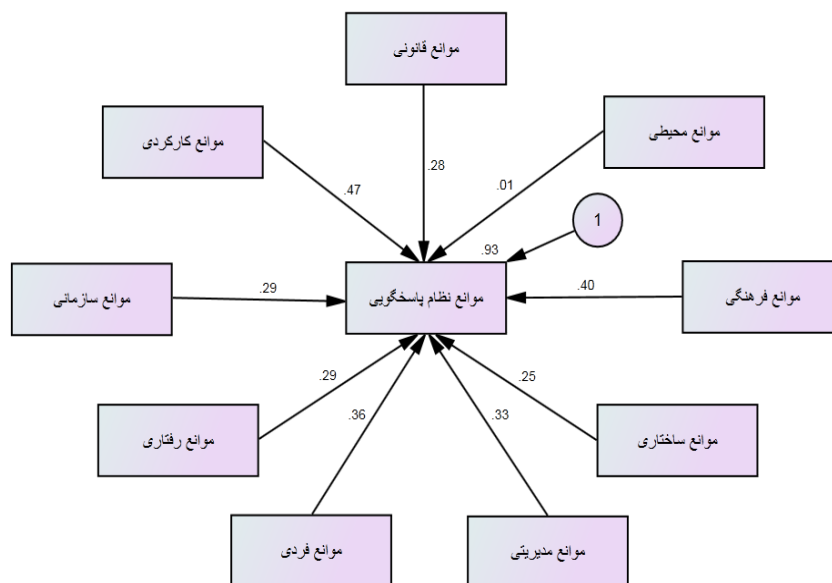 موانع قانونی
موانع محیطی
موانع کارکردی
.28
.01
.47
1
.93
موانع نظام پاسخگویی
موانع فرهنگی
.40
موانع سازمانی
.29
.29
.25
.36
.33
موانع رفتاری
موانع ساختاری
موانع فردی
موانع مدیریتی